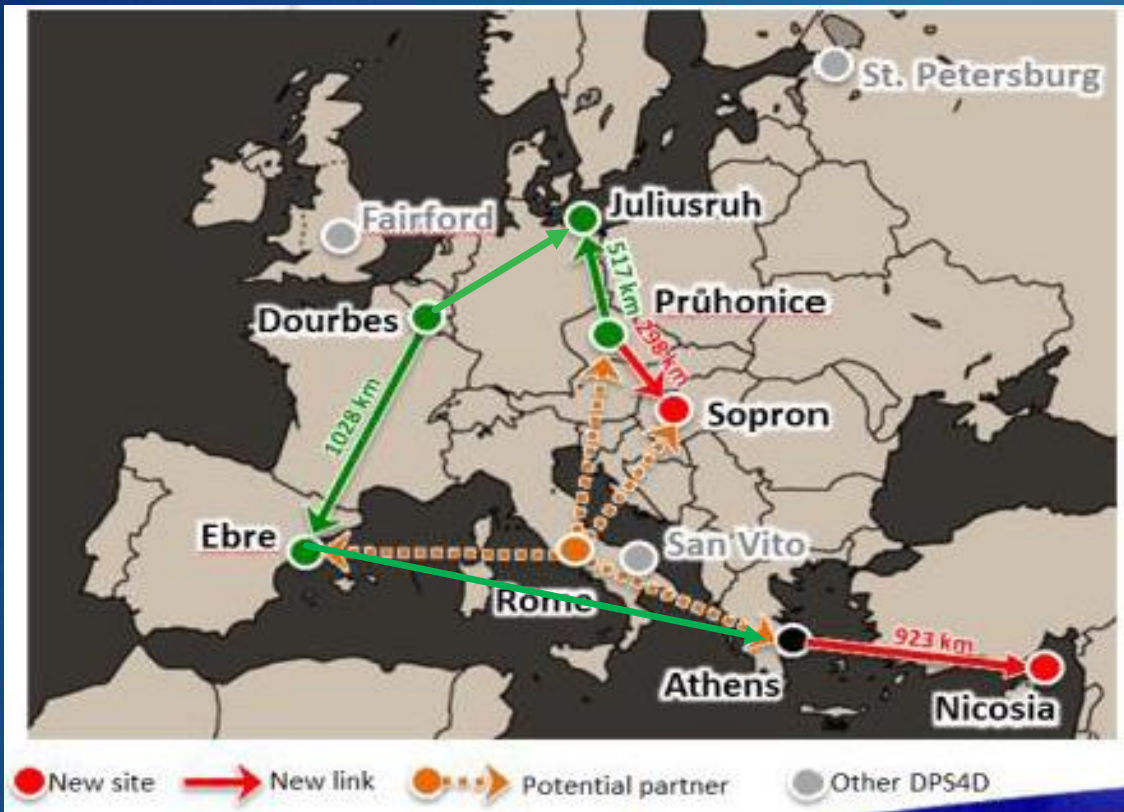 St. Petersburg
Fairford
Juliusruh
517 km
Prühonice
Dourbes
298 km
Sopron
1028 km
Ebre
San Vito
Rome
923 km
Athens
Nicosia
New site
New link
Potential partner
Other DPS4D